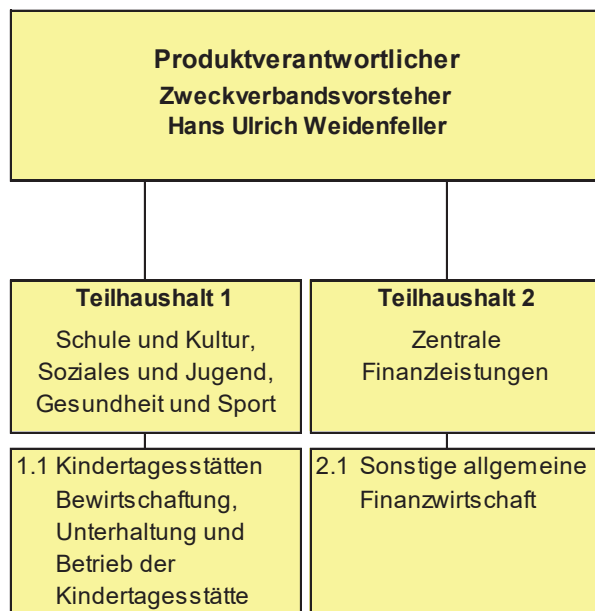 Produktverantwortlicher
Zweckverbandsvorsteher
Hans Ulrich Weidenfeller
Teilhaushalt 1
Schule und Kultur,
Soziales und Jugend,
Gesundheit und Sport
Teilhaushalt 2
Zentrale
Finanzleistungen
1.1 Kindertagesstätten
Bewirtschaftung,
Unterhaltung und
Betrieb der
Kindertagesstätte
2.1 Sonstige allgemeine
Finanzwirtschaft